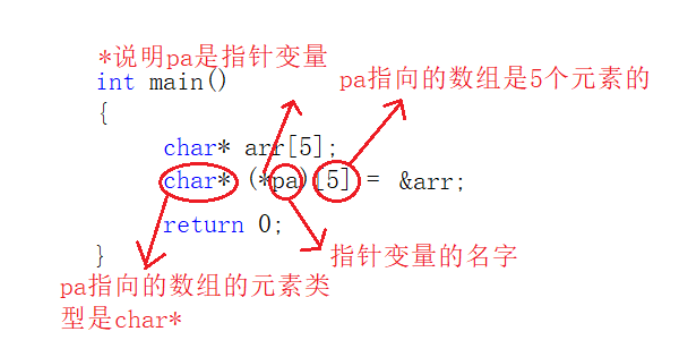 *说明pa是指针变量
int main()
pa指向的数组是5个元素的
{
char* arr[5];
char* (*pa)[5] = &arr;
return 0;
}
指针变量的名字
pa指向的数组的元素类
型是char*